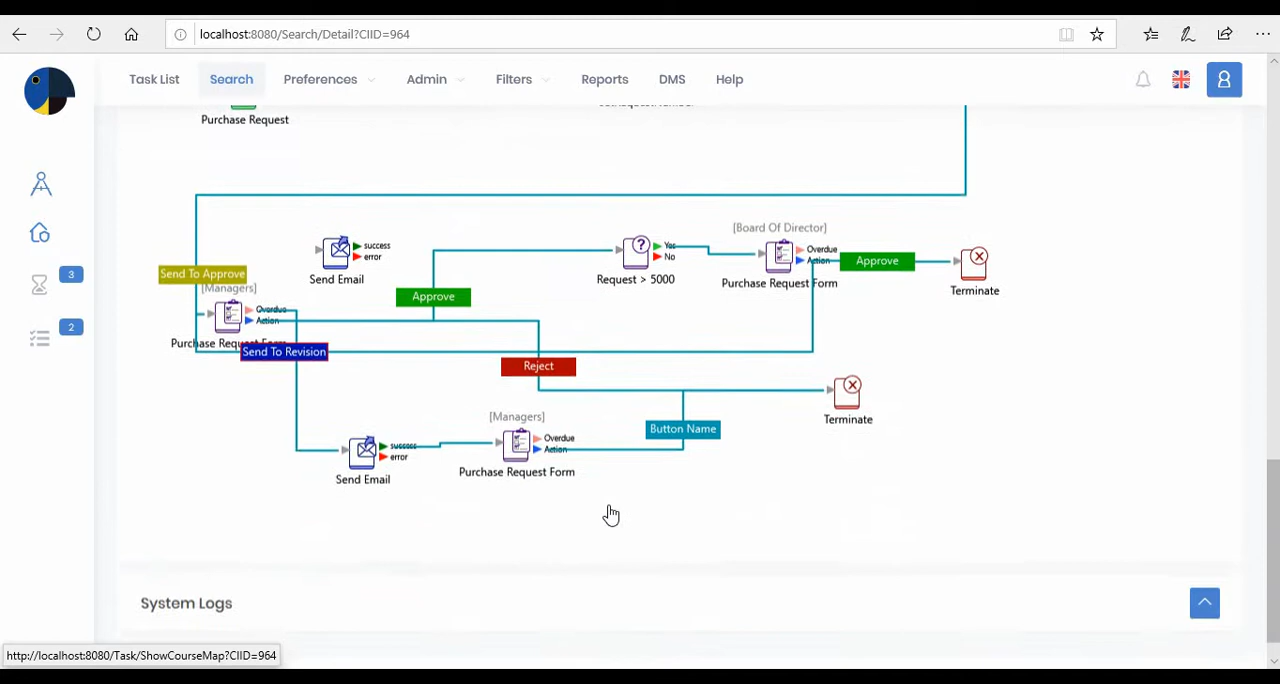 localhost:8080/Search/Detail?CIID=964
Task List
Search
Preferences
Admin
Filters
Reports
DMS
Help
8
Purchase Request
[Board Of Director]
success
error
Send Email
Yes
No
Request > 5000
Overdue
Action
Purchase Request Form
Approve
Terminate
Send To Approve
[Managers]
Overdue
Action
Purchase Request Form
Approve
Send To Revision
Reject
Terminate
[Managers]
Button Name
success
error
Send Email
Overdue
Action
Purchase Request Form
3
2
System Logs
http://localhost:8080/Task/ShowCourseMap?CIID=964